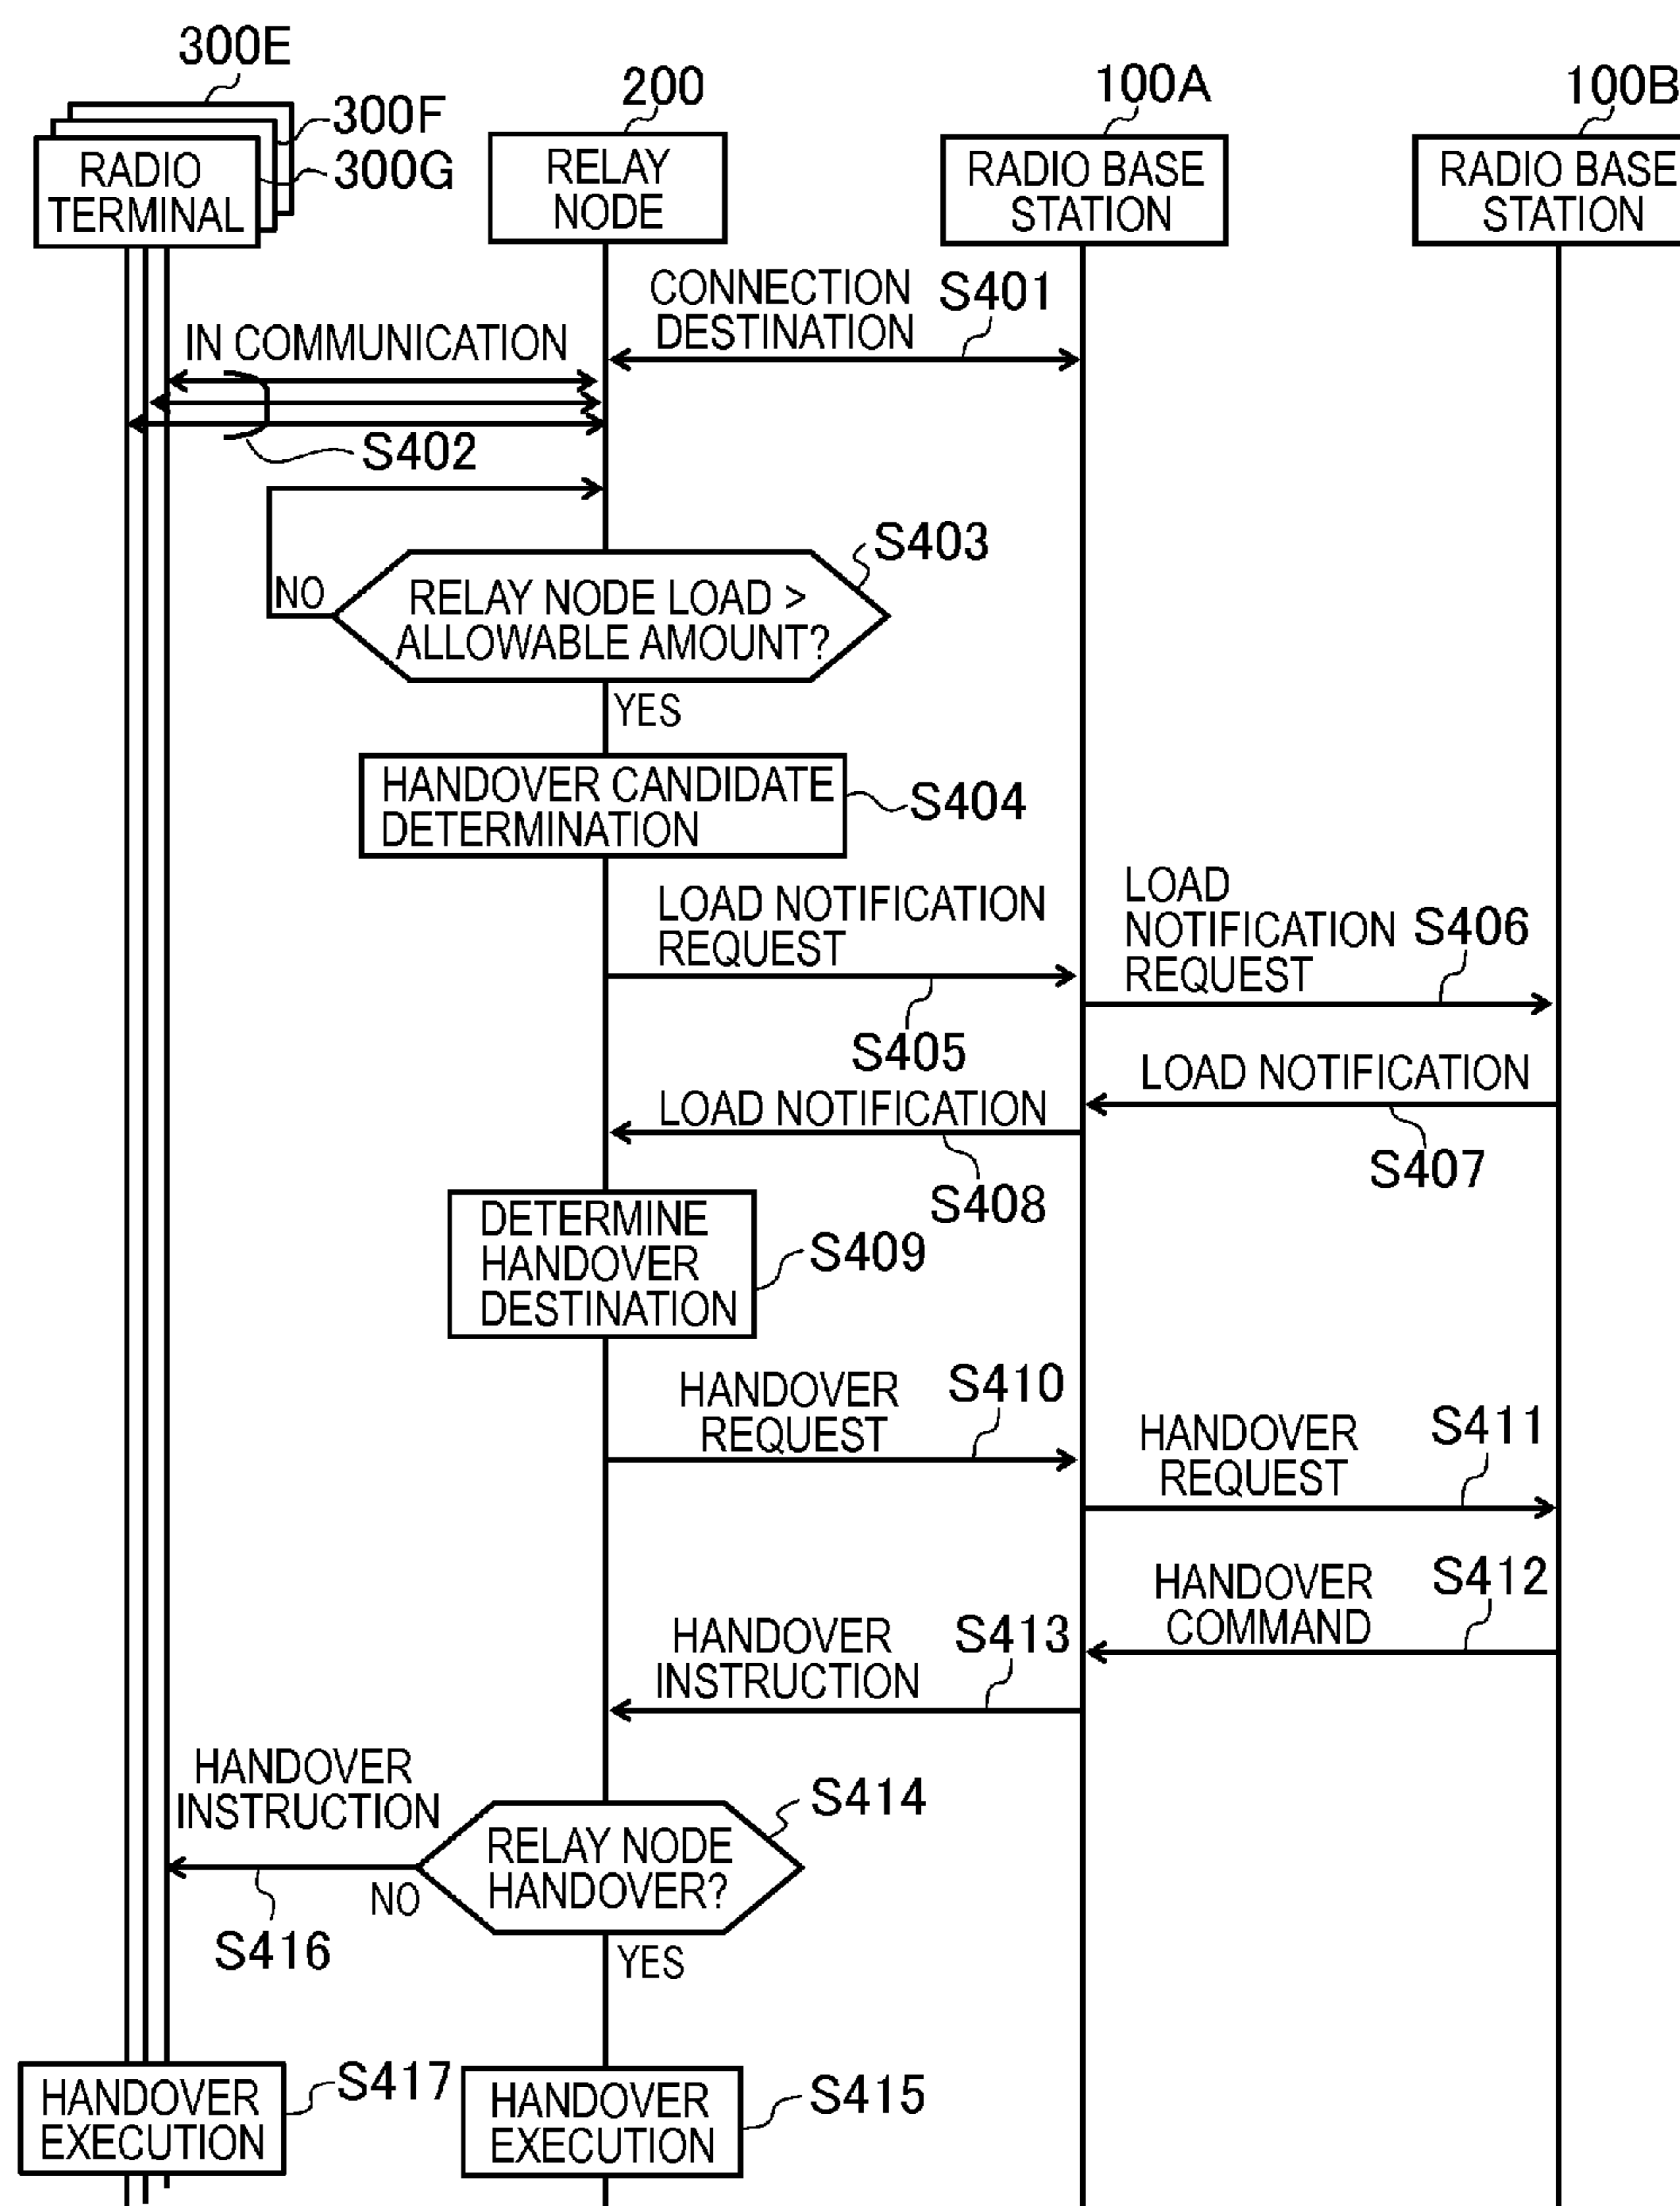 300E
300F
300G
200
100A
100B
RADIO
TERMINAL
RELAY
NODE
RADIO BASE
STATION
RADIO BASE
STATION
CONNECTION
DESTINATION
S401
IN COMMUNICATION
S402
S403
NO
RELAY NODE LOAD >
ALLOWABLE AMOUNT?
YES
HANDOVER CANDIDATE
DETERMINATION
S404
LOAD NOTIFICATION
REQUEST
S405
LOAD
NOTIFICATION
REQUEST
S406
LOAD NOTIFICATION
S407
LOAD NOTIFICATION
S408
DETERMINE
HANDOVER
DESTINATION
S409
HANDOVER
REQUEST
S410
HANDOVER
REQUEST
S411
HANDOVER
COMMAND
S412
HANDOVER
INSTRUCTION
S413
HANDOVER
INSTRUCTION
S414
RELAY NODE
HANDOVER?
NO
S416
YES
HANDOVER
EXECUTION
S417
HANDOVER
EXECUTION
S415